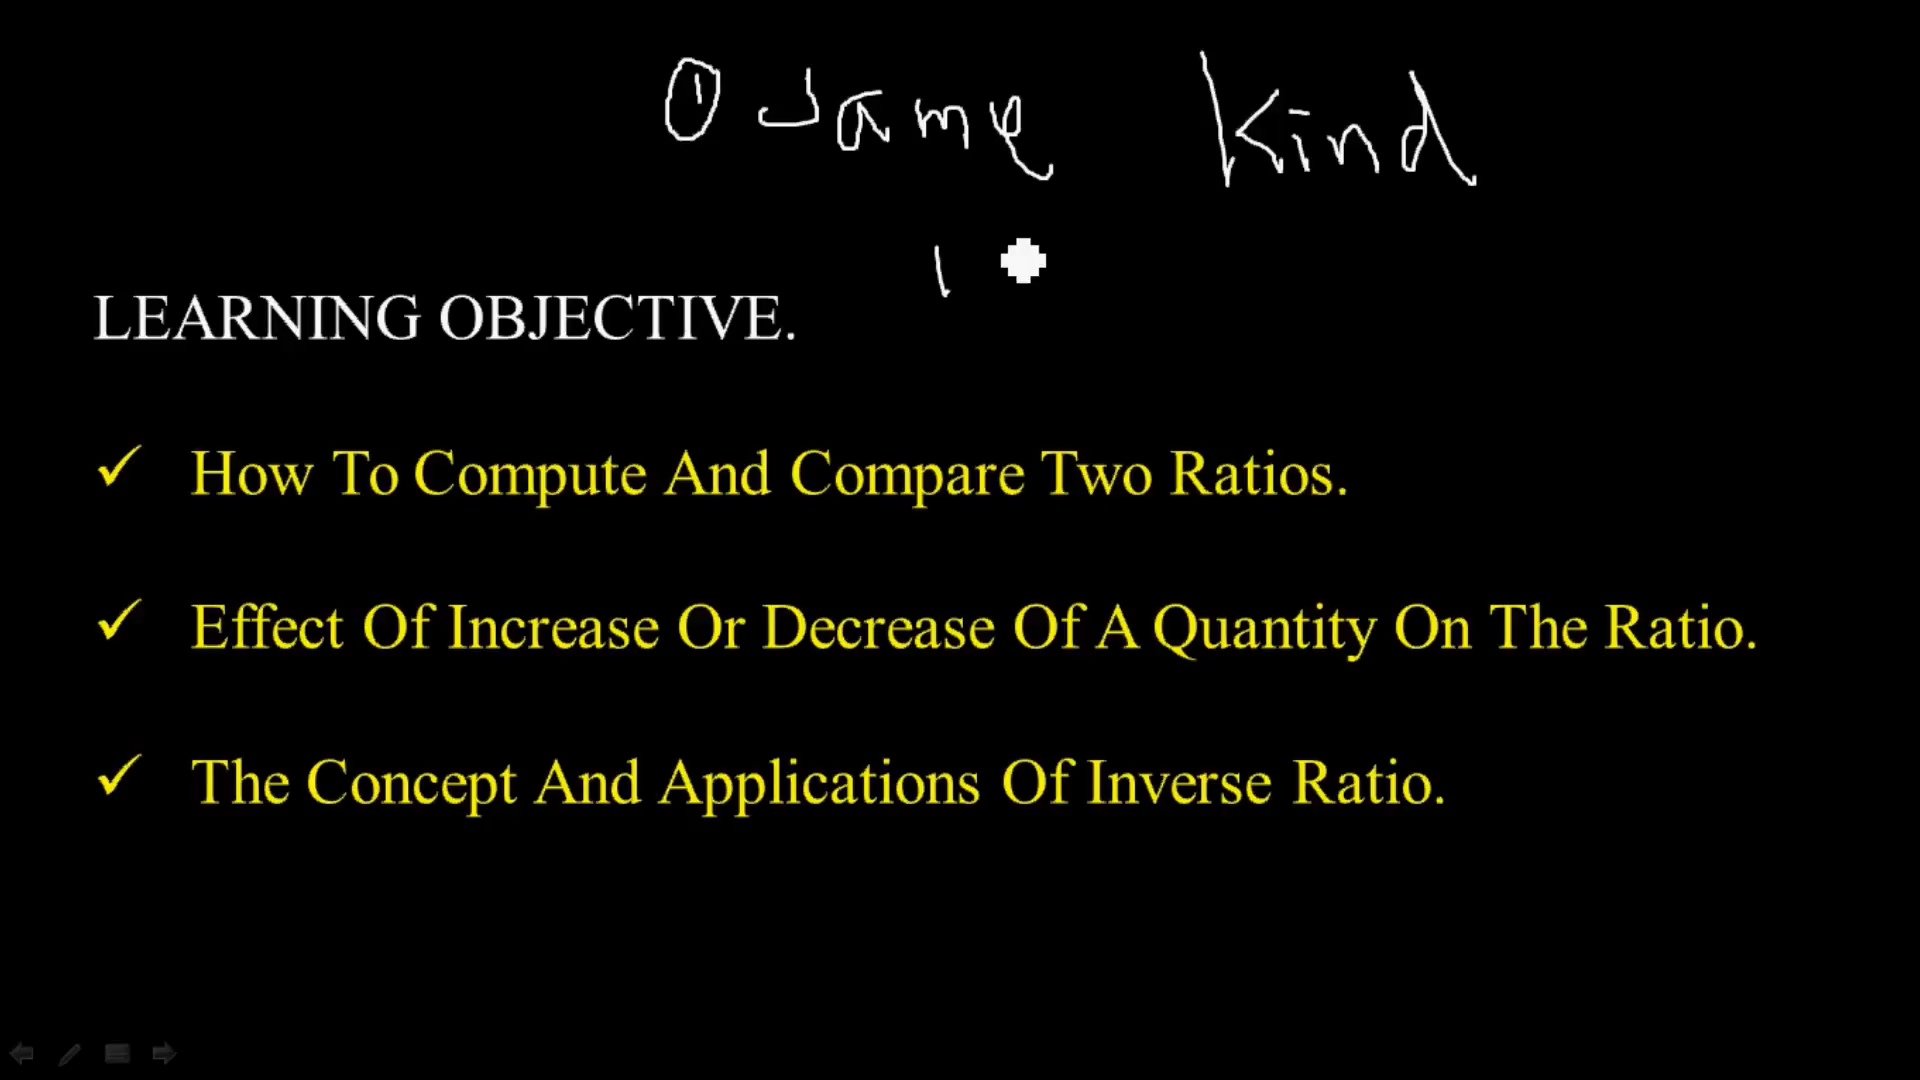 ① Same Kind
1
LEARNING OBJECTIVE.
✓ How To Compute And Compare Two Ratios.
✓ Effect Of Increase Or Decrease Of A Quantity On The Ratio.
✓ The Concept And Applications Of Inverse Ratio.